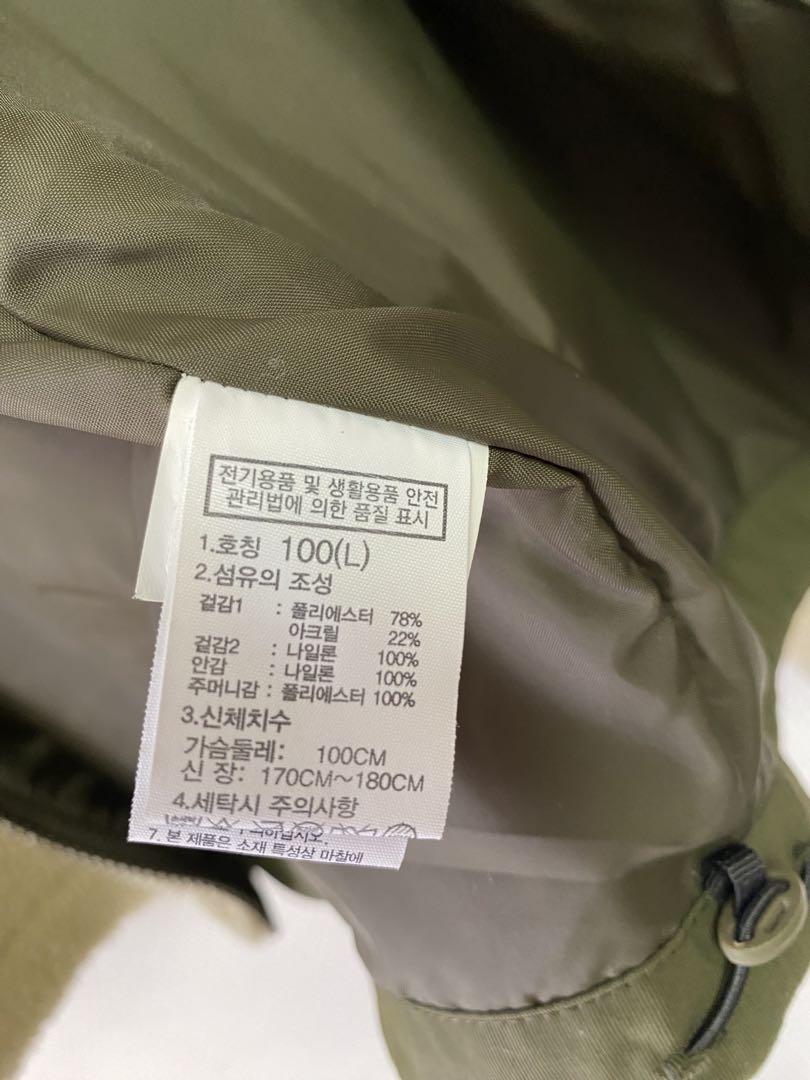 전기용품 및 생활용품 안전
관리법에 의한 품질 표시
1.호칭 100(L)
2.섬유의 조성
겉감1 : 폴리에스터 78%
아크릴 22%
겉감2 : 나일론 100%
안감 : 나일론 100%
주머니감 : 폴리에스터 100%
3.신체치수
가슴둘레: 100CM
신 장: 170CM~180CM
4.세탁시 주의사항
7. 본 제품은 소재 특성상 마찰에